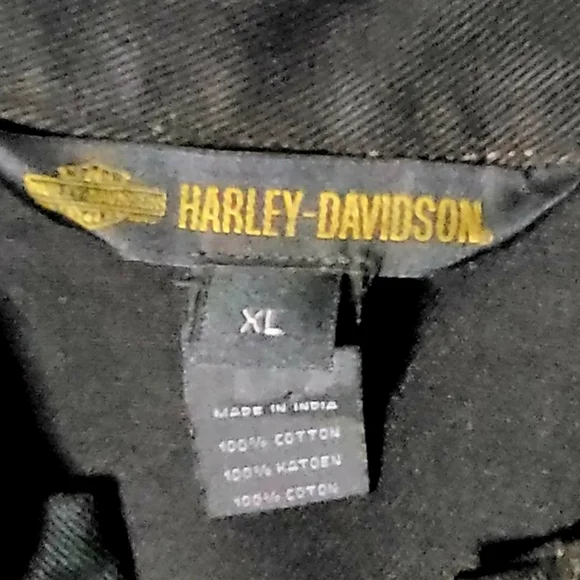 HARLEY-DAVIDSON
XL
MADE IN INDIA
100% COTTON
100% KATOEN
100% COTON